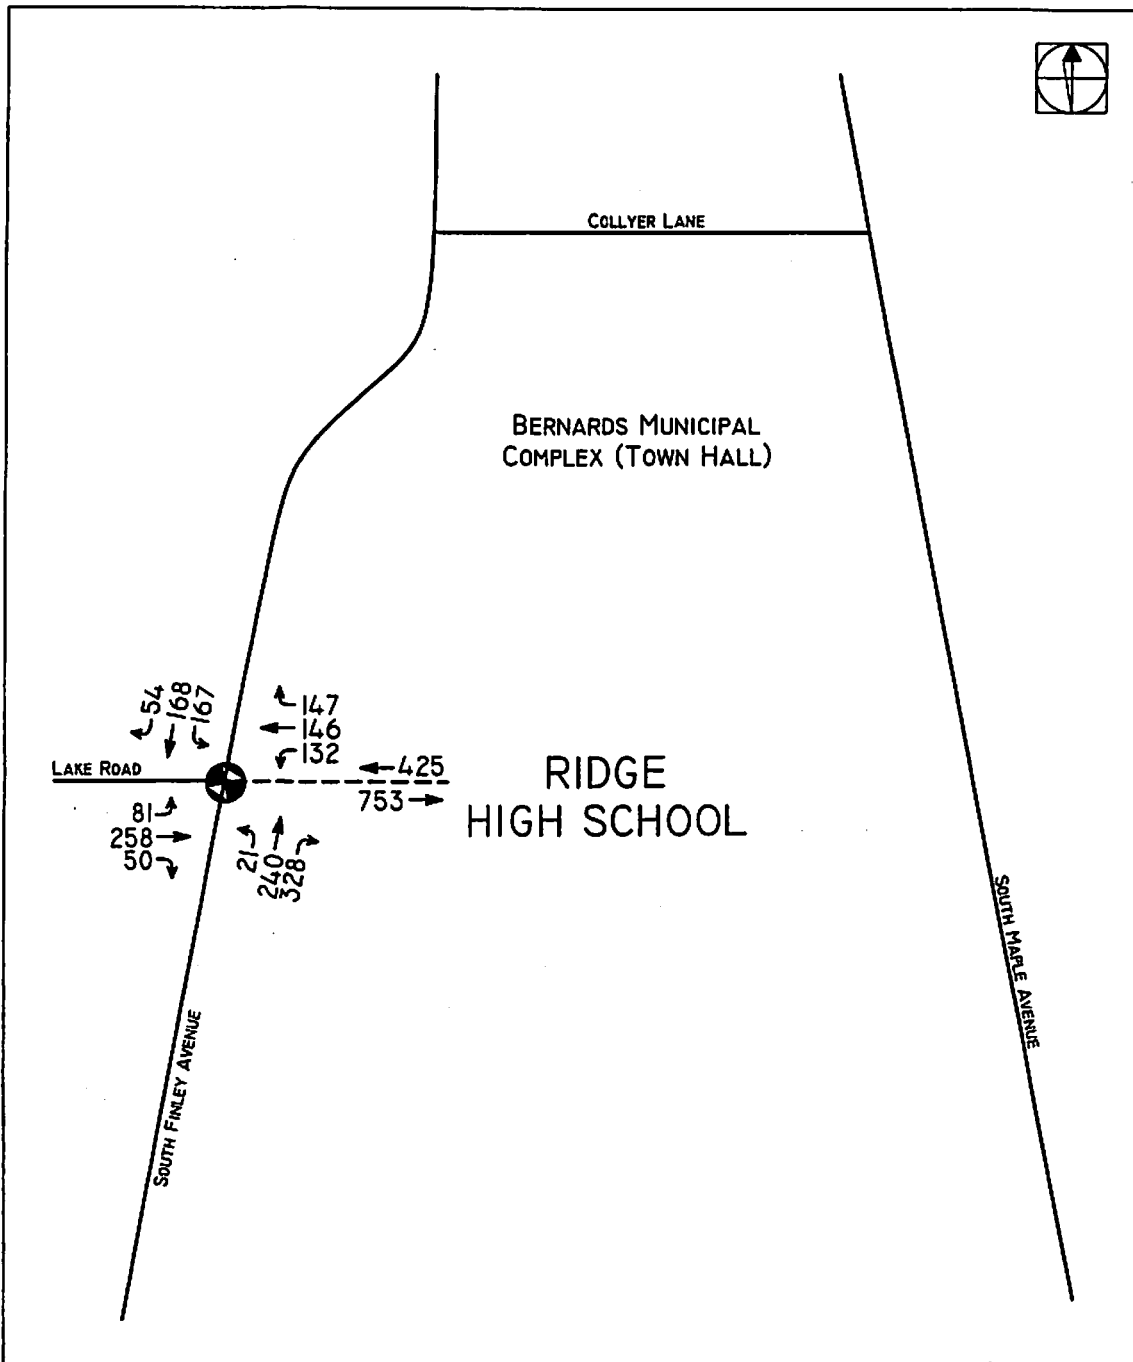 COLLYER LANE
BERNARDS MUNICIPAL
COMPLEX (TOWN HALL)
54
168
167
147
146
132
LAKE ROAD
425
753
RIDGE
HIGH SCHOOL
81
258
50
21
240
328
SOUTH MAPLE AVENUE
SOUTH FINLEY AVENUE